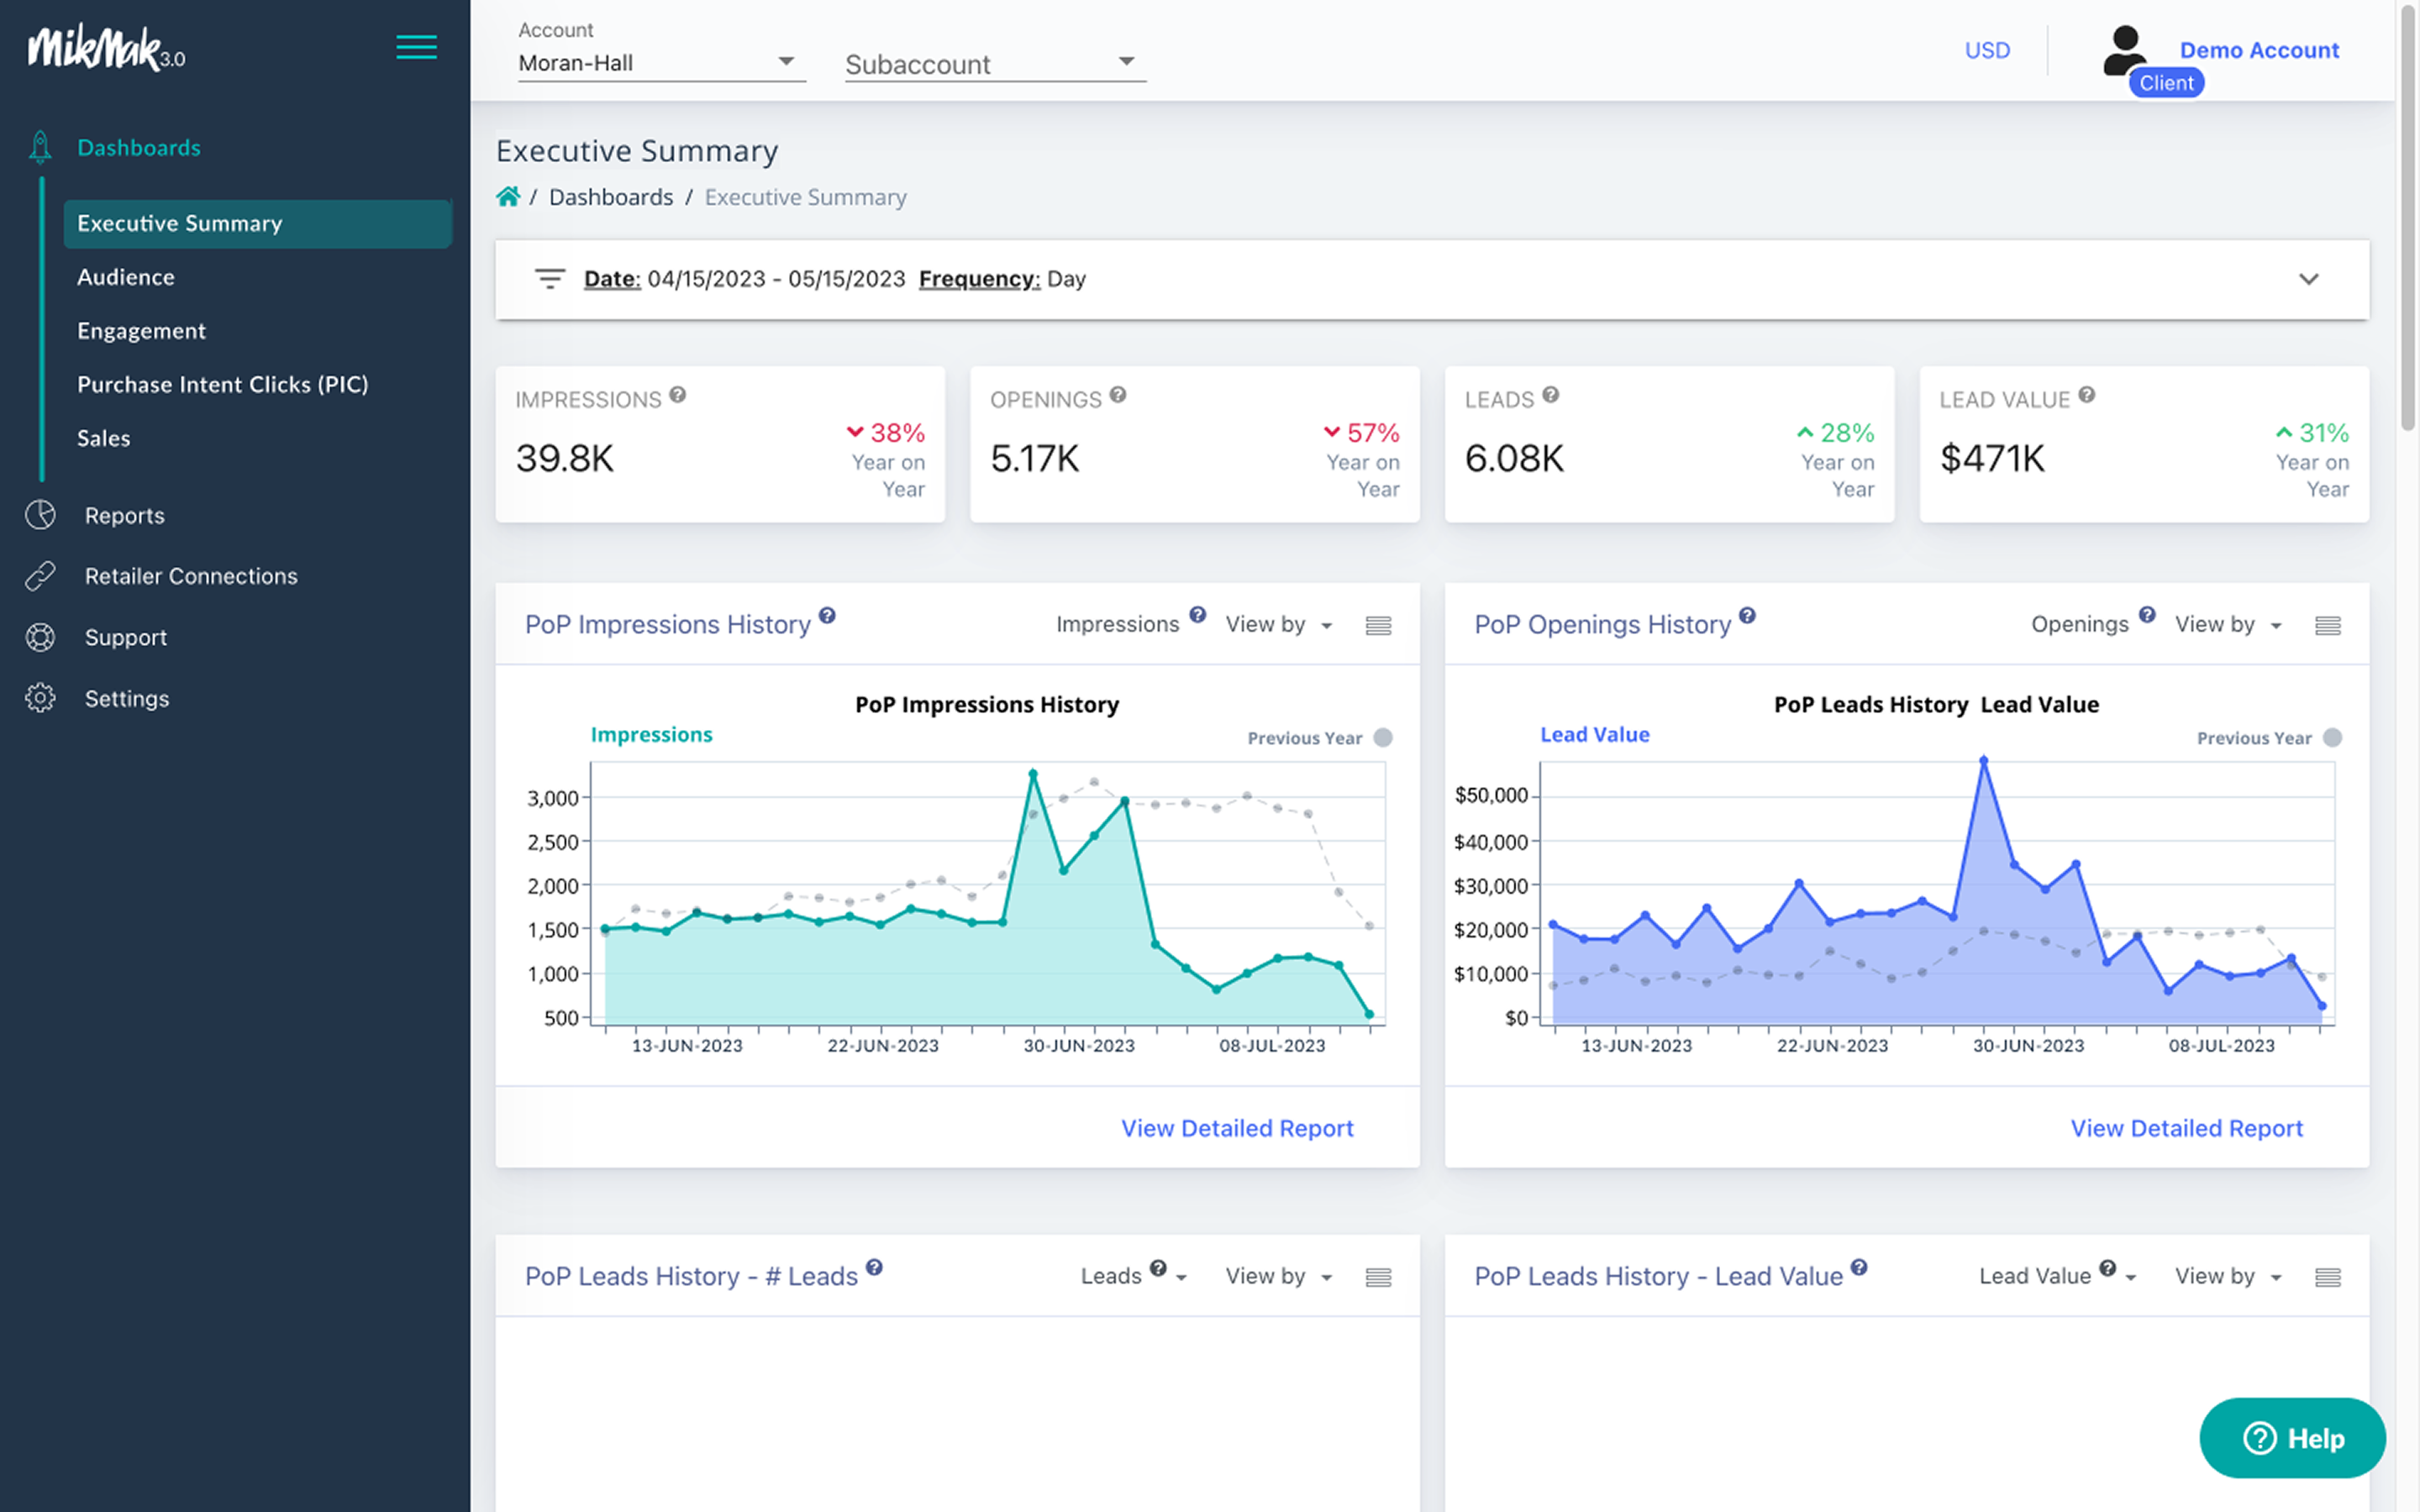 MikMak 3.0
Account
Moran-Hall
Subaccount
USD
Demo Account
Client
Dashboards
Executive Summary
Audience
Engagement
Purchase Intent Clicks (PIC)
Sales
Reports
Retailer Connections
Support
Settings
Executive Summary
/ Dashboards / Executive Summary
Date: 04/15/2023 - 05/15/2023 Frequency: Day
IMPRESSIONS ?
39.8K
38%
Year on
Year
OPENINGS ?
5.17K
57%
Year on
Year
LEADS ?
6.08K
28%
Year on
Year
LEAD VALUE ?
$471K
31%
Year on
Year
PoP Impressions History ? Impressions ? View by
PoP Impressions History
Impressions
Previous Year
3,000
2,500
2,000
1,500
1,000
500
13-JUN-2023 22-JUN-2023 30-JUN-2023 08-JUL-2023
View Detailed Report
PoP Openings History ? Openings ? View by
PoP Leads History Lead Value
Lead Value
Previous Year
$50,000
$40,000
$30,000
$20,000
$10,000
$0
13-JUN-2023 22-JUN-2023 30-JUN-2023 08-JUL-2023
View Detailed Report
PoP Leads History - # Leads ? Leads ? View by
PoP Leads History - Lead Value ? Lead Value ? View by
? Help